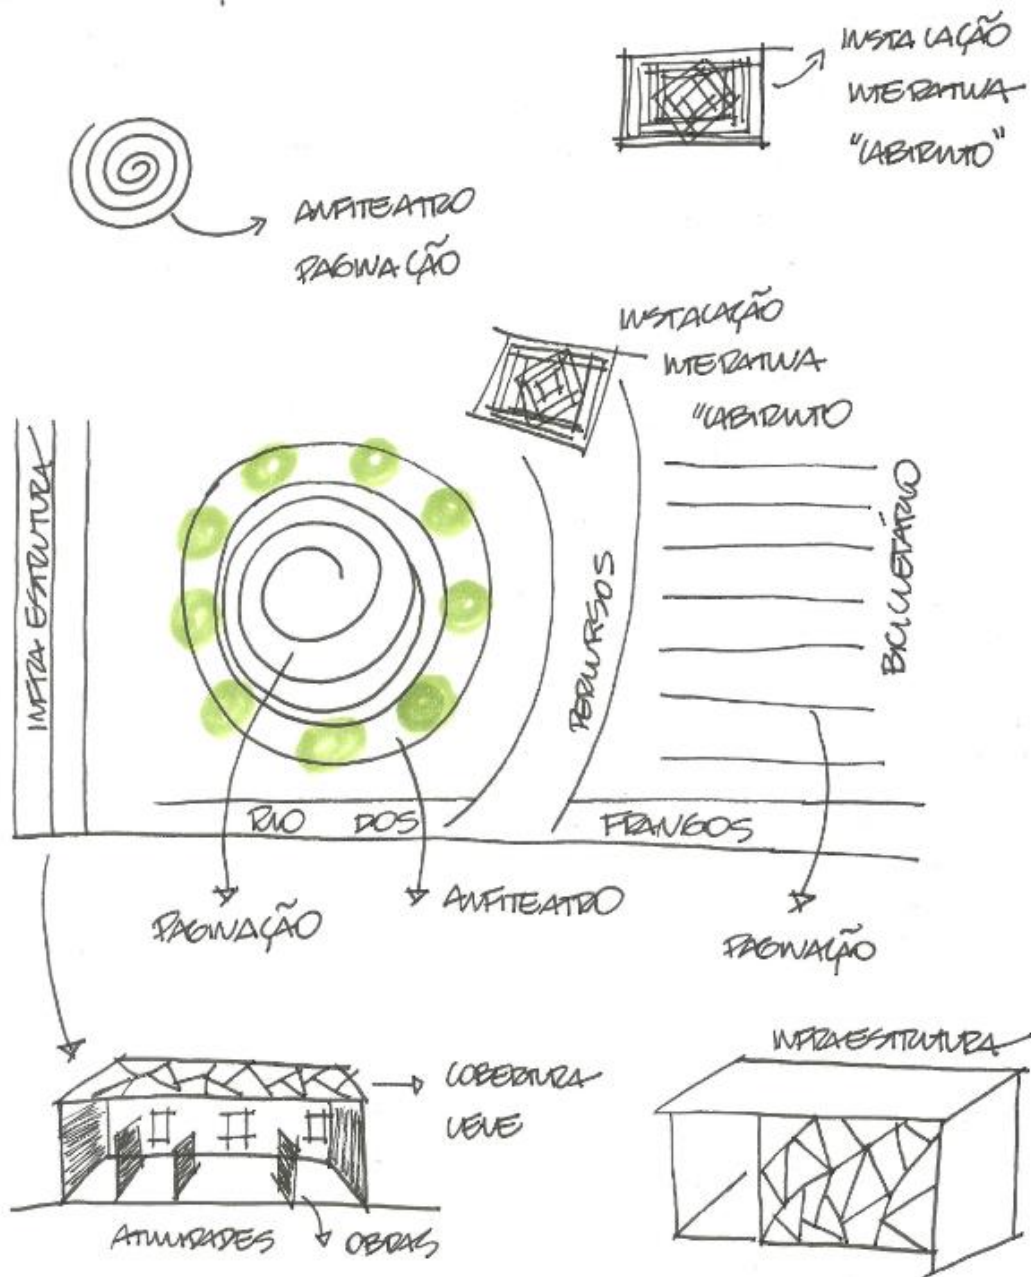 INSTALAÇÃO
INTERATIVA
"LABIRINTO"
ANFITEATRO
PAGINAÇÃO
INSTALAÇÃO
INTERATIVA
"LABIRINTO
INFRA ESTRUTURA
PERCURSOS
BICICLETÁRIO
RIO DOS FRANGOS
PAGINAÇÃO
ANFITEATRO
PAGINAÇÃO
INFRAESTRUTURA
COBERTURA
LEVE
ATIVIDADES
OBRAS